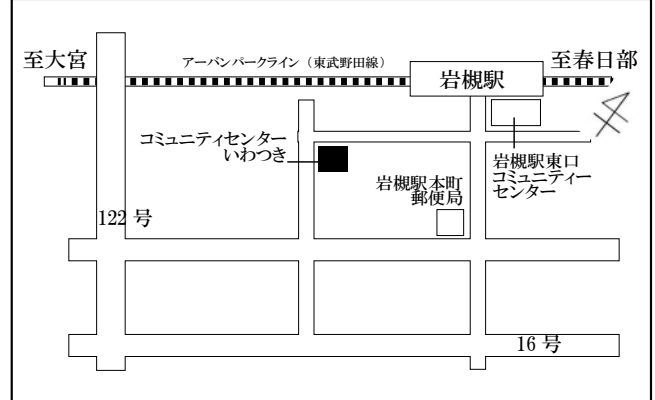 至大宮
アーバンパークライン（東武野田線）
岩槻駅
至春日部
コミュニティセンター
いわつき
岩槻駅本町
郵便局
岩槻駅東口
コミュニティー
センター
122 号
16 号